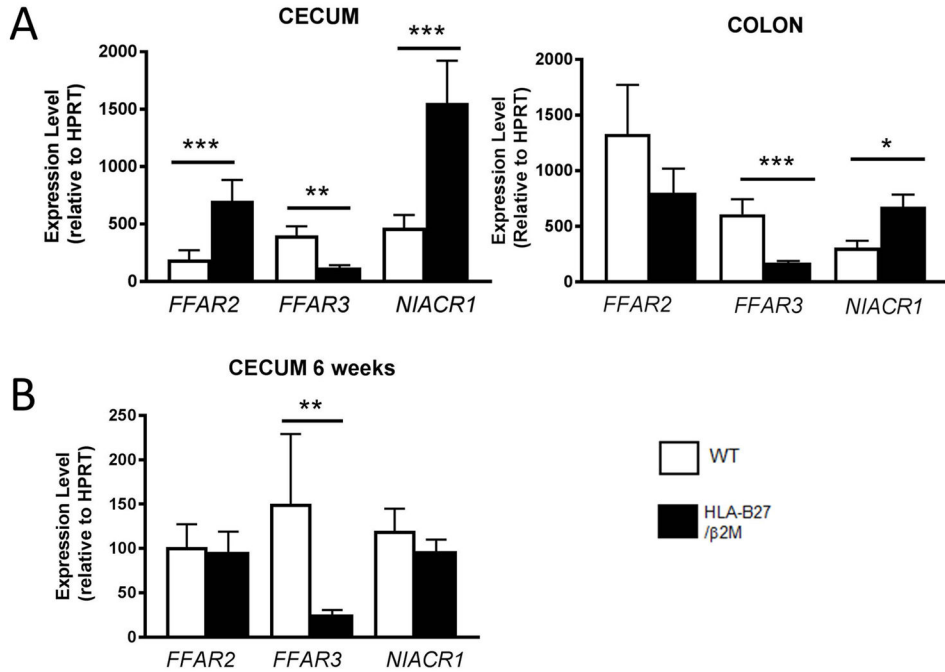 A
CECUM
Expression Level
(relative to HPRT)
2000
1500
1000
500
0
***
**
***
FFAR2
FFAR3
NIACR1
COLON
Expression Level
(Relative to HPRT)
2000
1500
1000
500
0
***
*
FFAR2
FFAR3
NIACR1
B
CECUM 6 weeks
Expression Level
(relative to HPRT)
250
200
150
100
50
0
**
FFAR2
FFAR3
NIACR1
WT
HLA-B27
/β2M